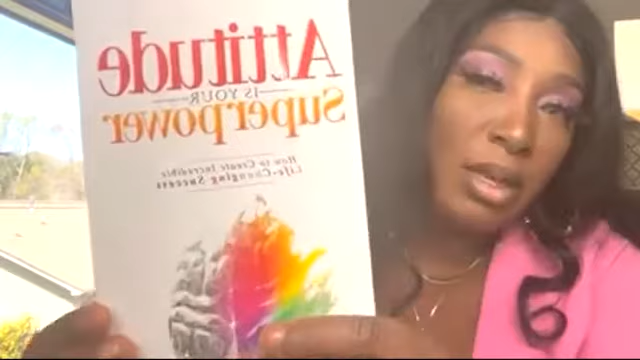 Attitude
IS YOUR
Superpower
How to Create Incredible
Life-Changing Success